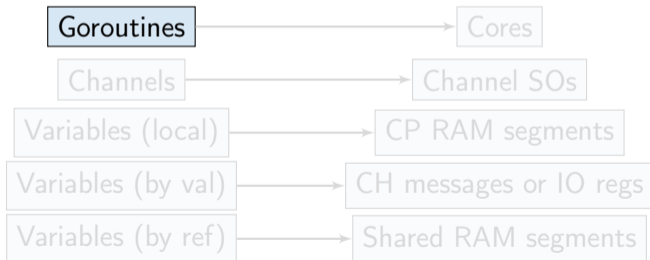 Goroutines Cores
Channels Channel SOs
Variables (local) CP RAM segments
Variables (by val) CH messages or IO regs
Variables (by ref) Shared RAM segments